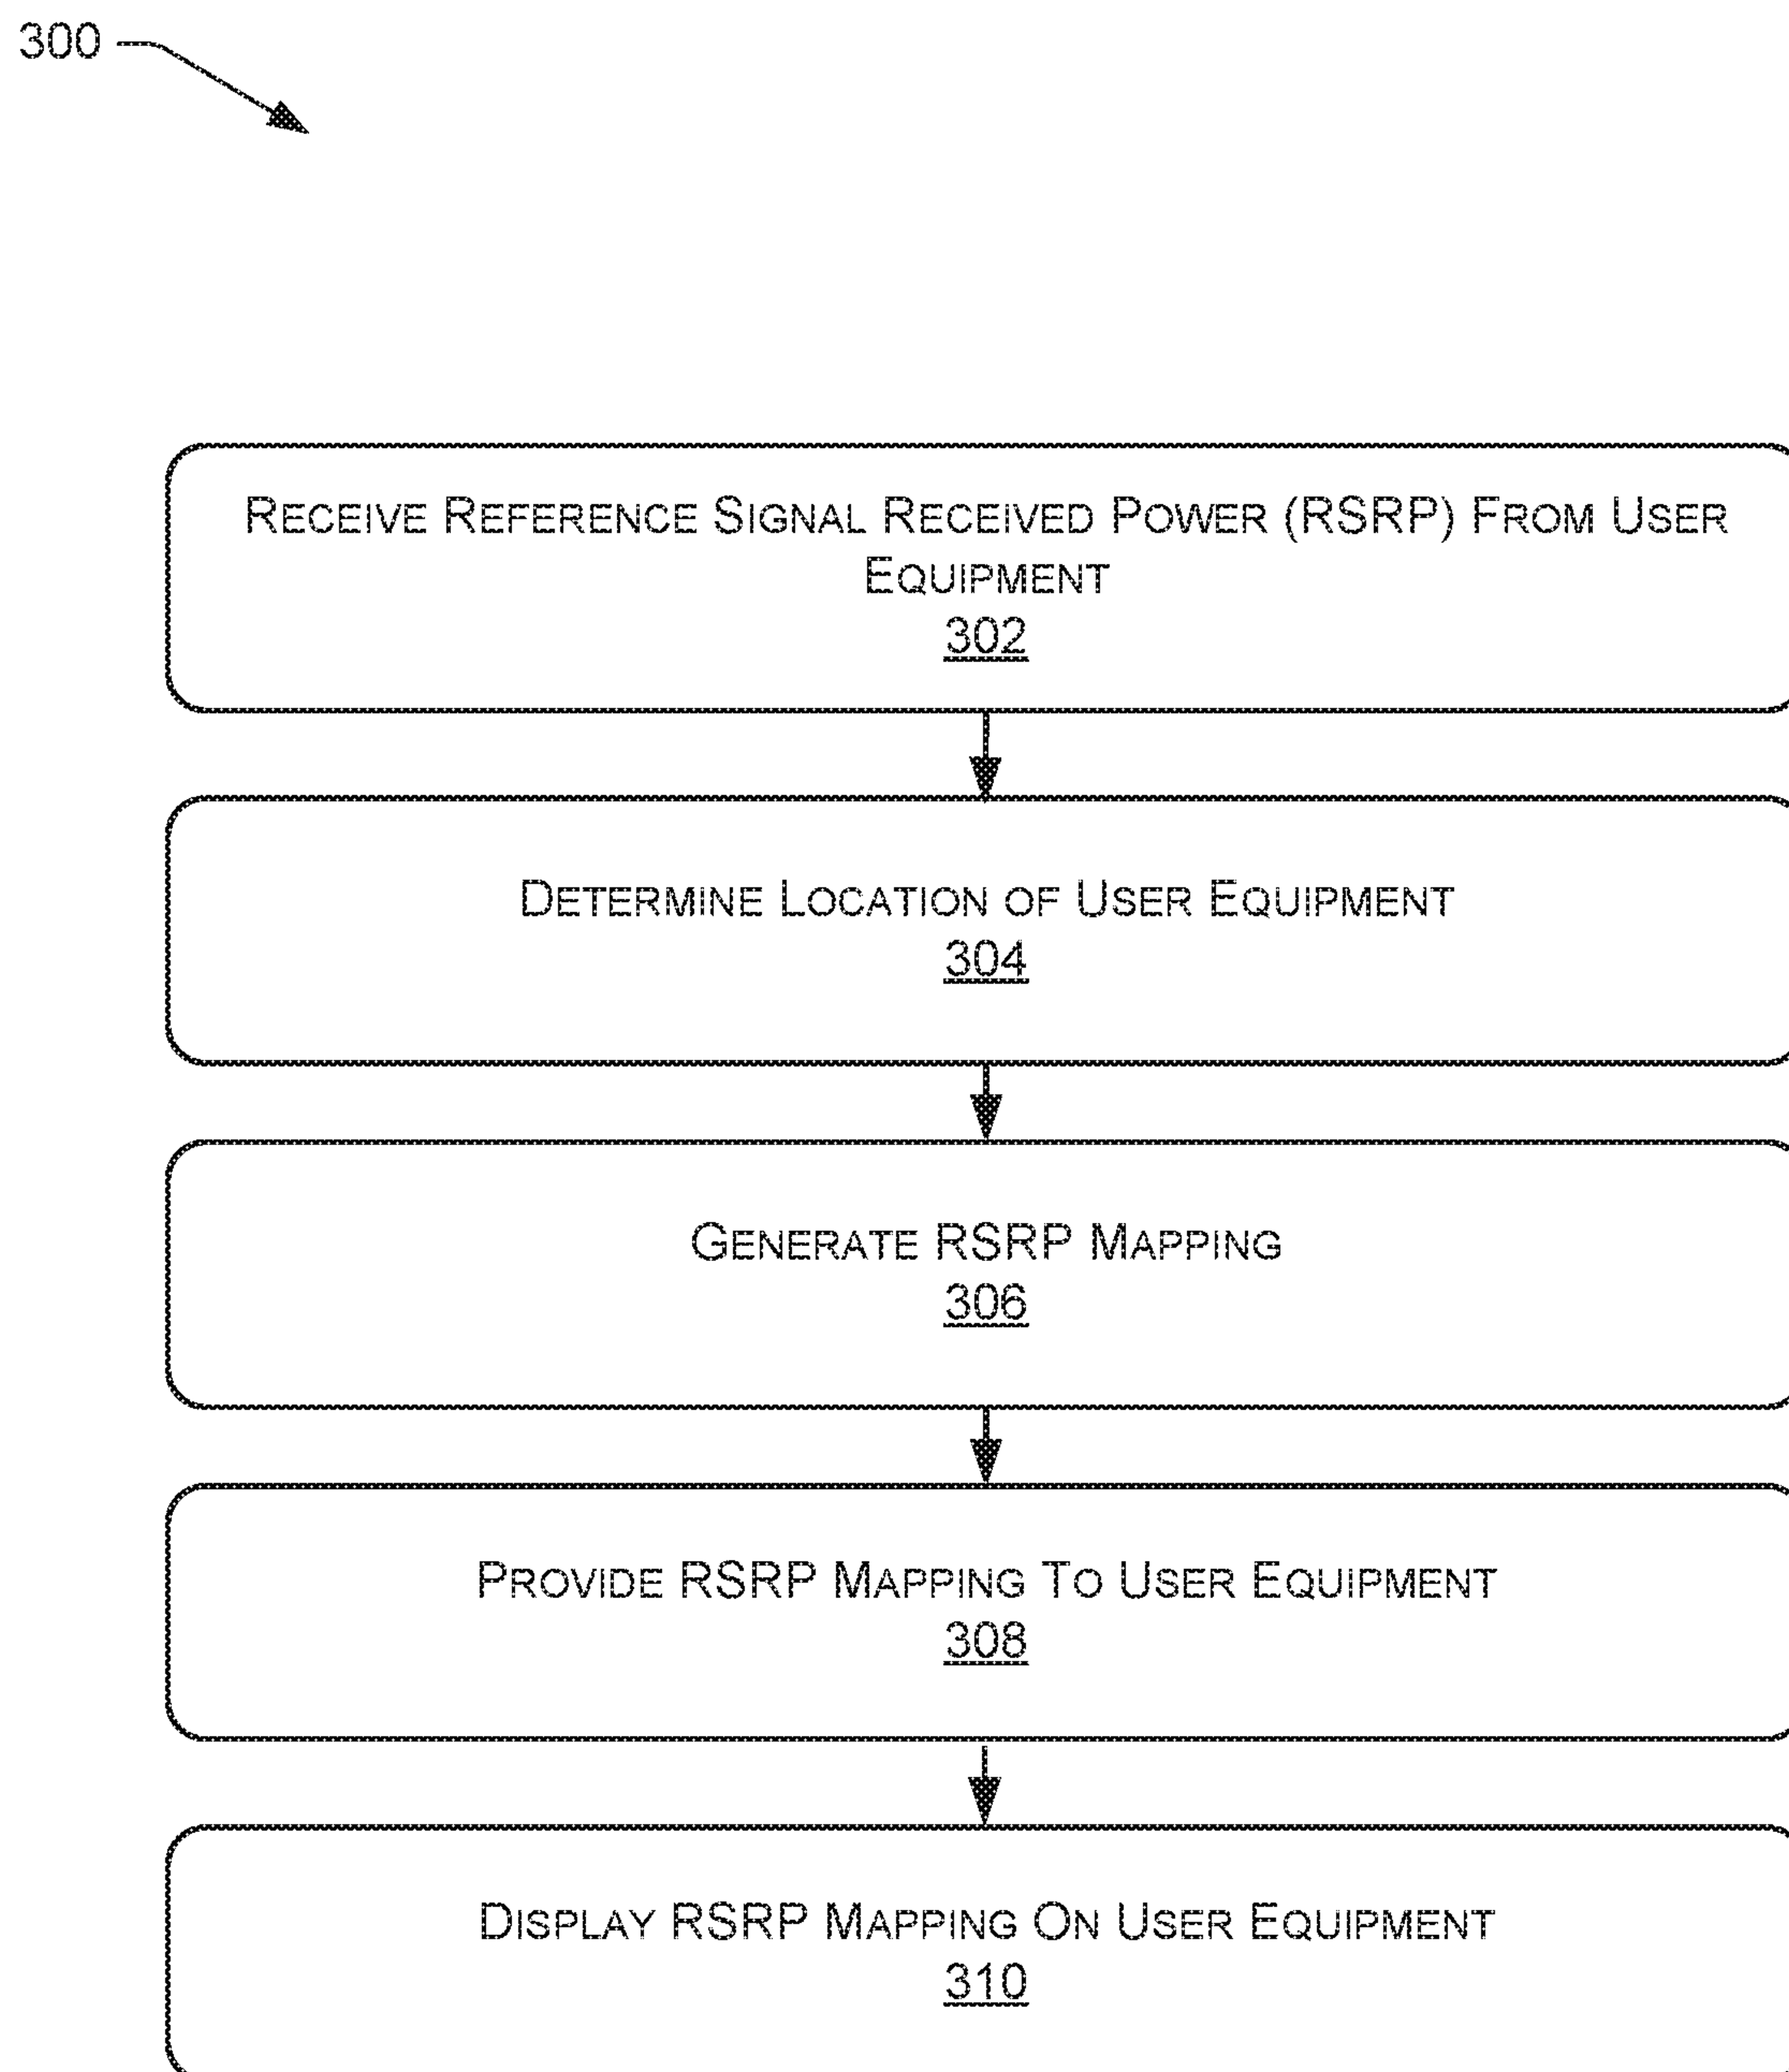 300
RECEIVE REFERENCE SIGNAL RECEIVED POWER (RSRP) FROM USER
EQUIPMENT
302
DETERMINE LOCATION OF USER EQUIPMENT
304
GENERATE RSRP MAPPING
306
PROVIDE RSRP MAPPING TO USER EQUIPMENT
308
DISPLAY RSRP MAPPING ON USER EQUIPMENT
310